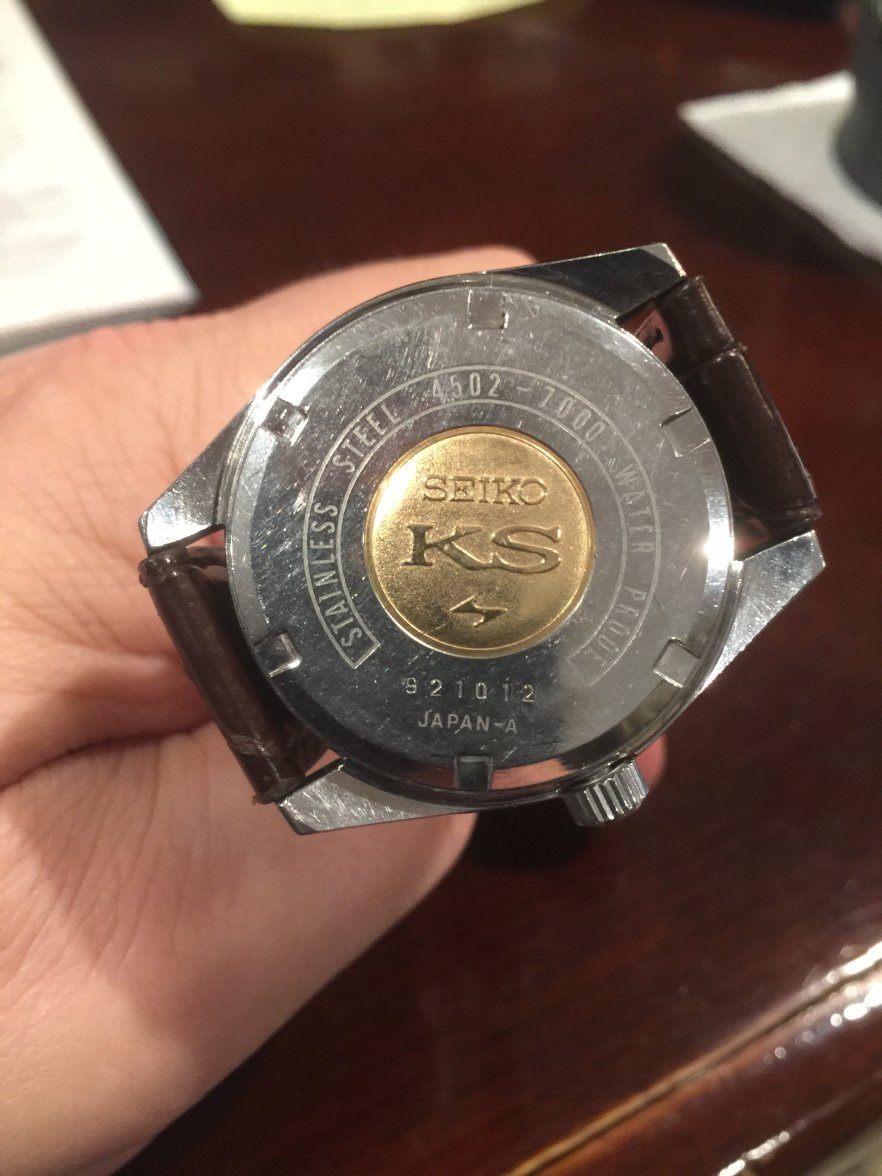 STAINLESS STEEL 4502-7000 WATER PROOF
SEIKO
KS
921012
JAPAN-A